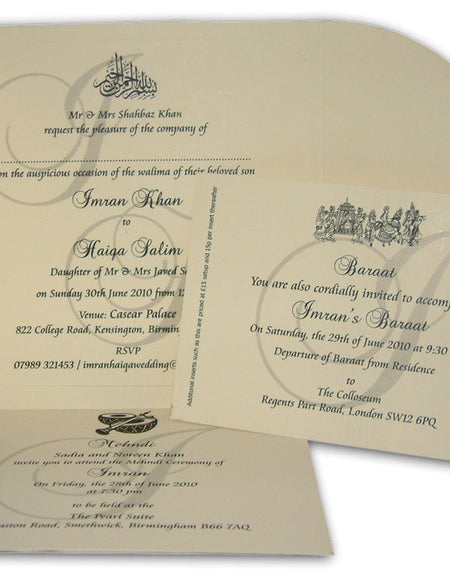 بسم الله الرحمن الرحيم
Mr & Mrs Shahbaz Khan
request the pleasure of the company of
on the auspicious occasion of the walima of their beloved son
Imran Khan
to
Haiqa Salim
Daughter of Mr & Mrs Javed
on Sunday 30th June 2010 from
Venue: Casear Palace
822 College Road, Kensington,
RSVP
07989 321453 / imranhaiqawedding@
Additional inserts such as this are priced at £15 setup and 15p per insert thereafter
Baraat
You are also cordially invited to
Imran's Baraat
On Saturday, the 29th of June 2010 at 9:30
Departure of Baraat from Residence
to
The Colloseum
Regents Part Road, London SW12 6PQ
Mehndi
Sadia and Noreen Khan
invite you to attend the Mehndi Ceremony of
Imran
On Friday, the 28th of June 2010
at 7:30 pm
to be held at
The Pearl Suite
Road, Smethwick, Birmingham B66 7AQ